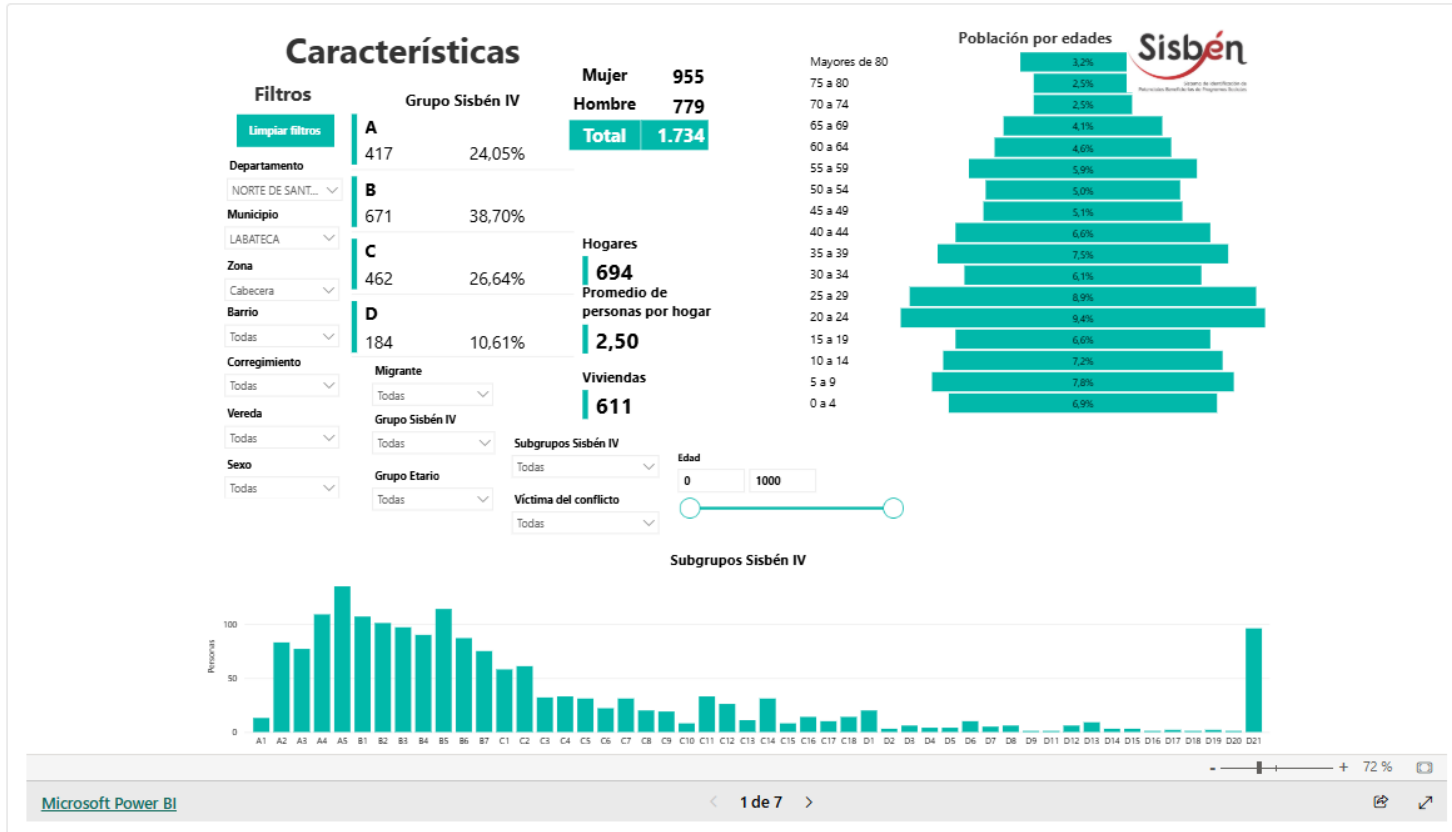 Características
Filtros
Limpiar filtros
Departamento
NORTE DE SANT...
Municipio
LABATECA
Zona
Cabecera
Barrio
Todas
Corregimiento
Todas
Vereda
Todas
Sexo
Todas
Grupo Sisbén IV
A
417 24,05%
B
671 38,70%
C
462 26,64%
D
184 10,61%
Migrante
Todas
Grupo Sisbén IV
Todas
Grupo Etario
Todas
Mujer 955
Hombre 779
Total 1.734
Hogares
694
Promedio de
personas por hogar
2,50
Viviendas
611
Subgrupos Sisbén IV
Todas
Víctima del conflicto
Todas
Edad
0 1000
Población por edades
Sisbén
Sistema de Identificación de
Potenciales Beneficiarios de Programas Sociales
Mayores de 80 3,2%
75 a 80 2,5%
70 a 74 2,5%
65 a 69 4,1%
60 a 64 4,6%
55 a 59 5,9%
50 a 54 5,0%
45 a 49 5,1%
40 a 44 6,6%
35 a 39 7,5%
30 a 34 6,1%
25 a 29 8,9%
20 a 24 9,4%
15 a 19 6,6%
10 a 14 7,2%
5 a 9 7,8%
0 a 4 6,9%
Subgrupos Sisbén IV
Personas
100
50
0
A1 A2 A3 A4 A5 B1 B2 B3 B4 B5 B6 B7 C1 C2 C3 C4 C5 C6 C7 C8 C9 C10 C11 C12 C13 C14 C15 C16 C17 C18 D1 D2 D3 D4 D5 D6 D7 D8 D9 D11 D12 D13 D14 D15 D16 D17 D18 D19 D20 D21
- + 72 %
Microsoft Power BI
1 de 7